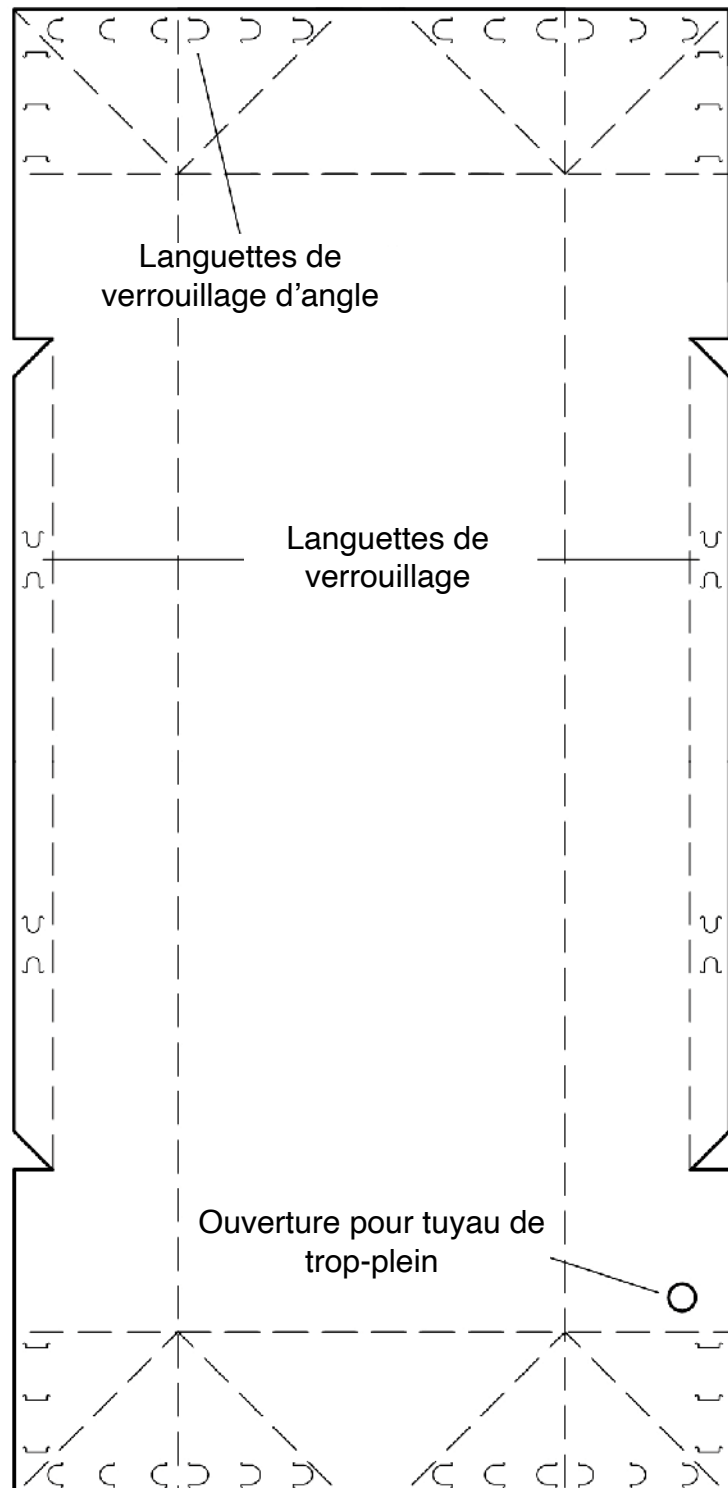 Languettes de
verrouillage d’angle
Languettes de
verrouillage
Ouverture pour tuyau de
trop-plein